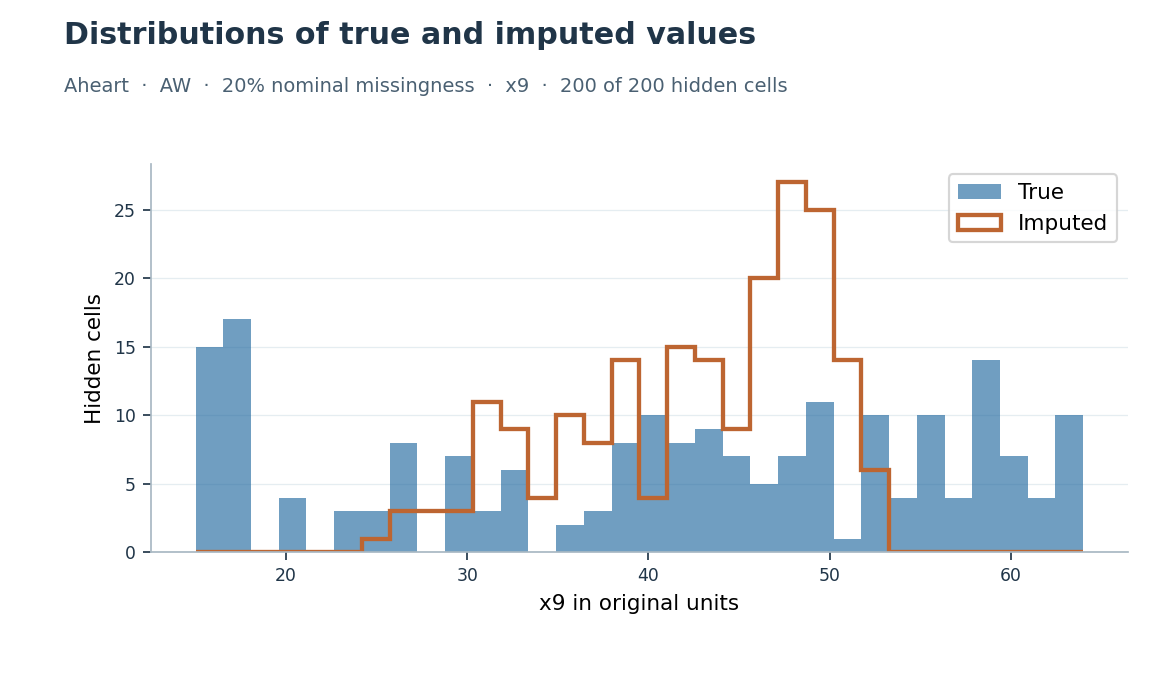 Distributions of true and imputed values
Aheart · AW · 20% nominal missingness · x9 · 200 of 200 hidden cells
True
Imputed
25
20
15
10
5
0
Hidden cells
20 30 40 50 60
x9 in original units